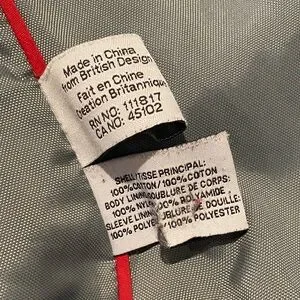 Made in China
from British Design
Fait en Chine
Création Britannique
RN NO: 111817
CA NO: 45102
SHELL/TISSE PRINCIPAL:
100%COTTON/100%COTTON
BODY LINING/DOUBLURE DE CORPS:
100%NYLON/100%POLYAMIDE
SLEEVE LINING/DOUBLURE DE DOUILLE:
100%POLYESTER/100%POLYESTER